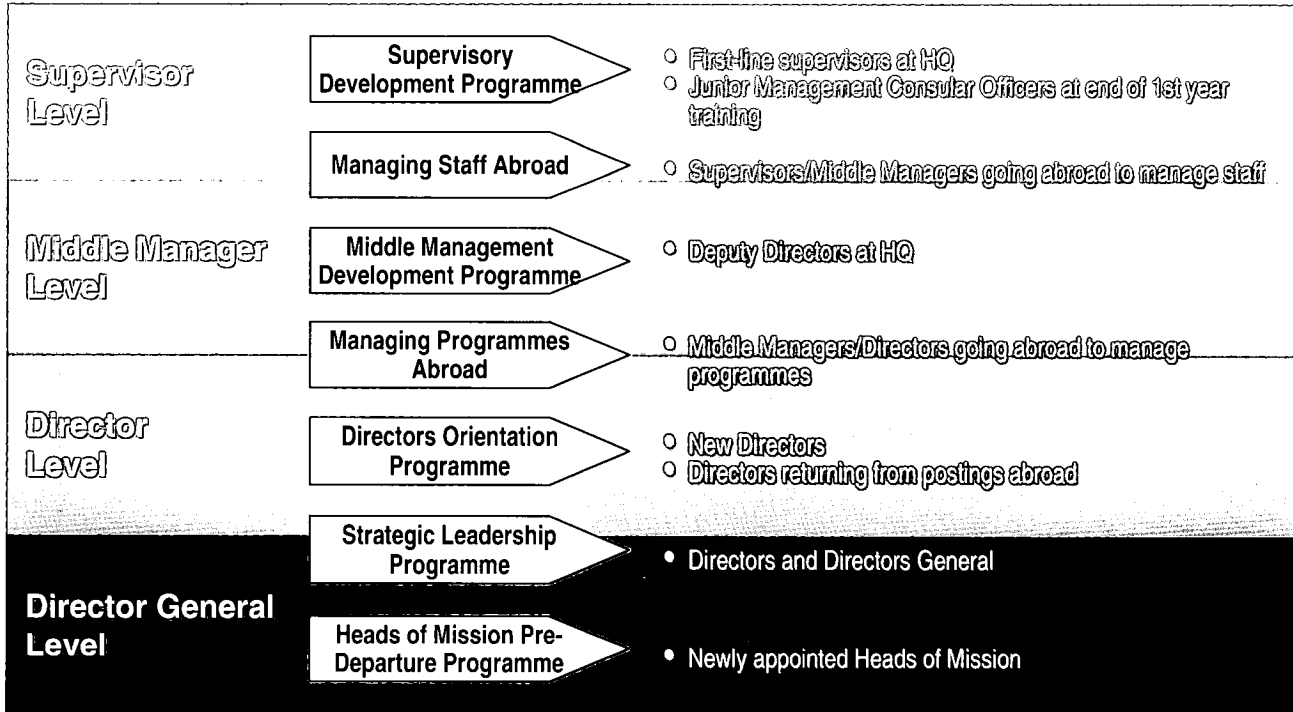 Supervisor
Level
Supervisory
Development Programme
○ First-line supervisors at HQ
○ Junior Management Consular Officers at end of 1st year
training
Managing Staff Abroad
○ Supervisors/Middle Managers going abroad to manage staff
Middle Manager
Level
Middle Management
Development Programme
○ Deputy Directors at HQ
Managing Programmes
Abroad
○ Middle Managers/Directors going abroad to manage
programmes
Director
Level
Directors Orientation
Programme
○ New Directors
○ Directors returning from postings abroad
Strategic Leadership
Programme
• Directors and Directors General
Director General
Level
Heads of Mission Pre-
Departure Programme
• Newly appointed Heads of Mission